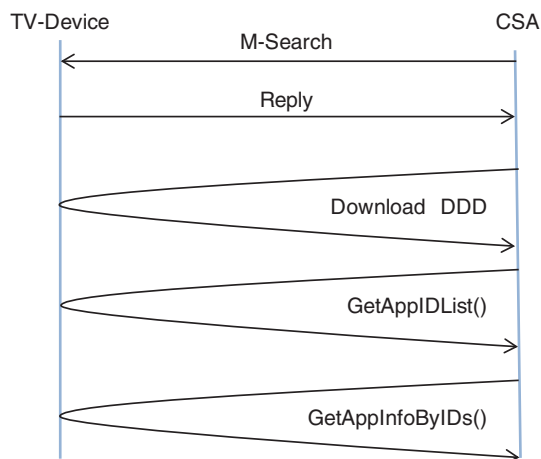 TV-Device CSA
M-Search
Reply
Download DDD
GetAppIDList()
GetAppInfoByIDs()